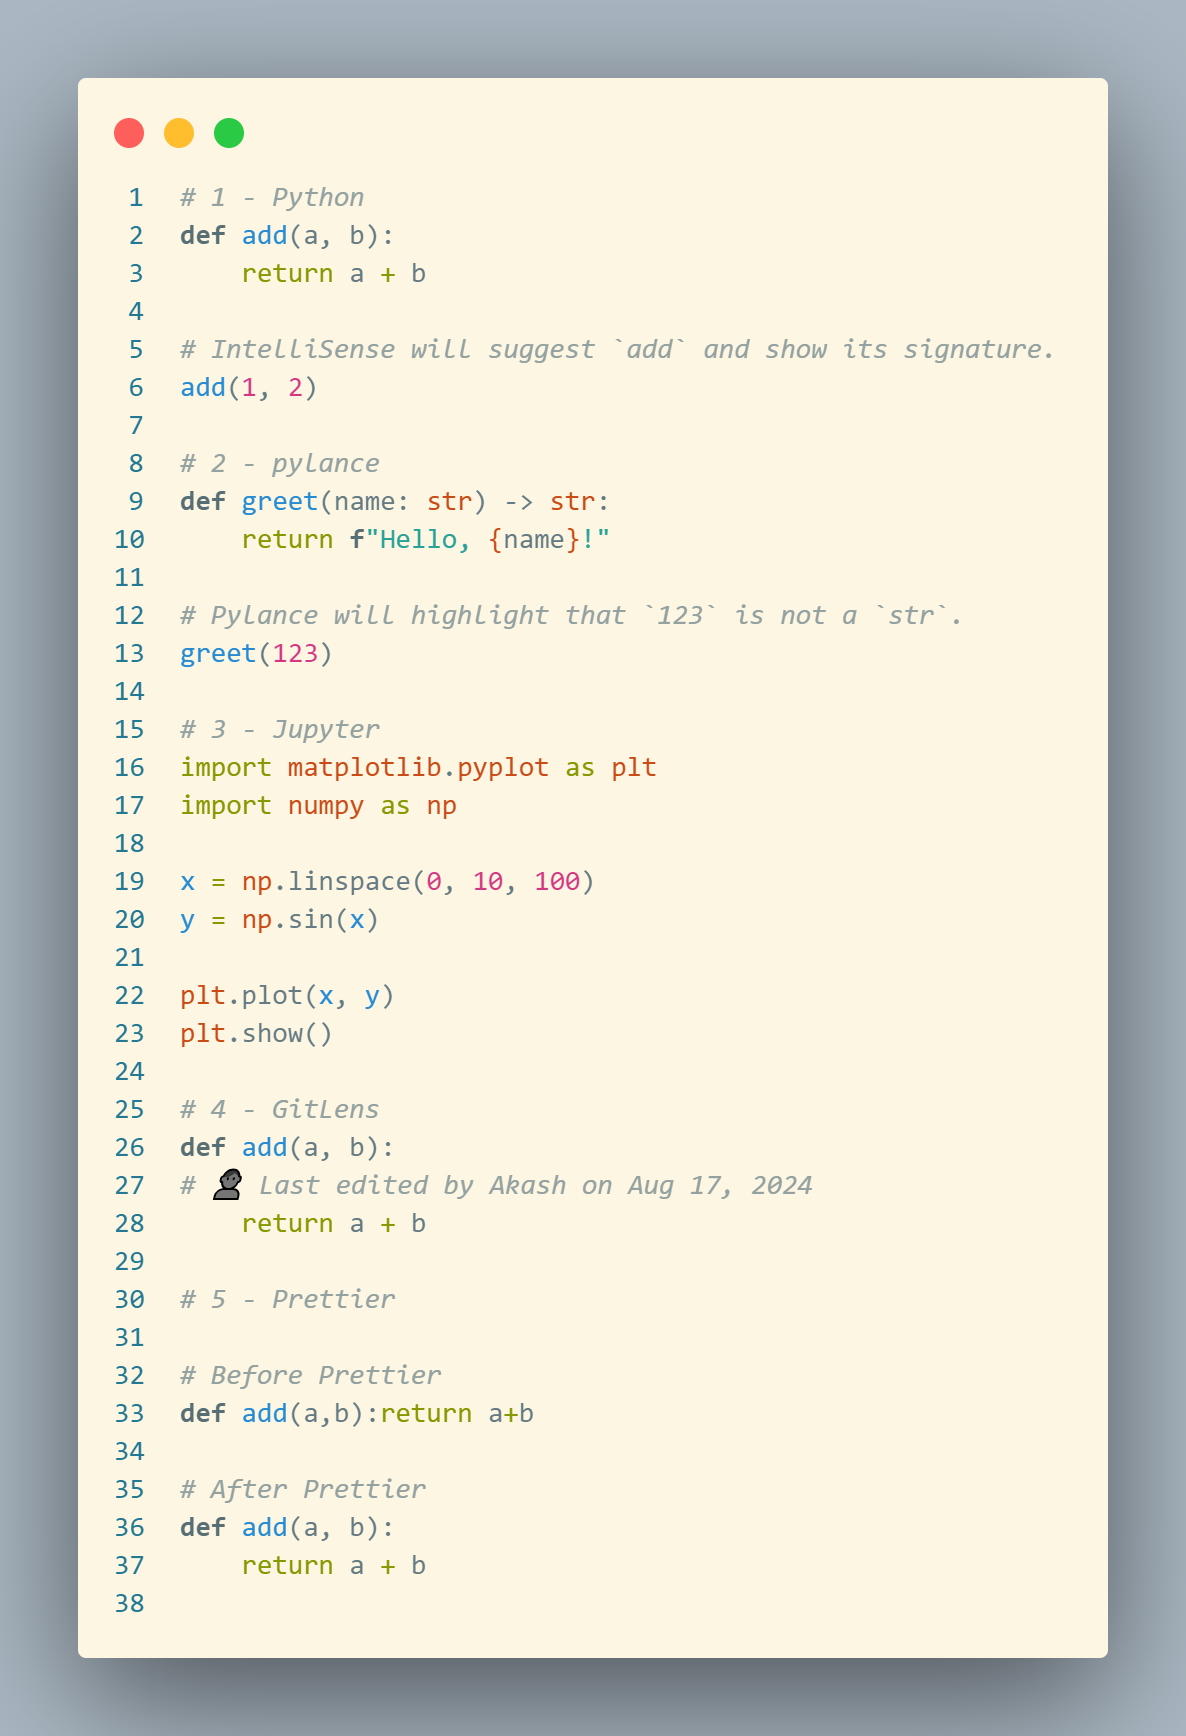 1 # 1 - Python
2 def add(a, b):
3     return a + b
4
5 # IntelliSense will suggest `add` and show its signature.
6 add(1, 2)
7
8 # 2 - pylance
9 def greet(name: str) -> str:
10     return f"Hello, {name}!"
11
12 # Pylance will highlight that `123` is not a `str`.
13 greet(123)
14
15 # 3 - Jupyter
16 import matplotlib.pyplot as plt
17 import numpy as np
18
19 x = np.linspace(0, 10, 100)
20 y = np.sin(x)
21
22 plt.plot(x, y)
23 plt.show()
24
25 # 4 - GitLens
26 def add(a, b):
27 # Last edited by Akash on Aug 17, 2024
28     return a + b
29
30 # 5 - Prettier
31
32 # Before Prettier
33 def add(a,b):return a+b
34
35 # After Prettier
36 def add(a, b):
37     return a + b
38